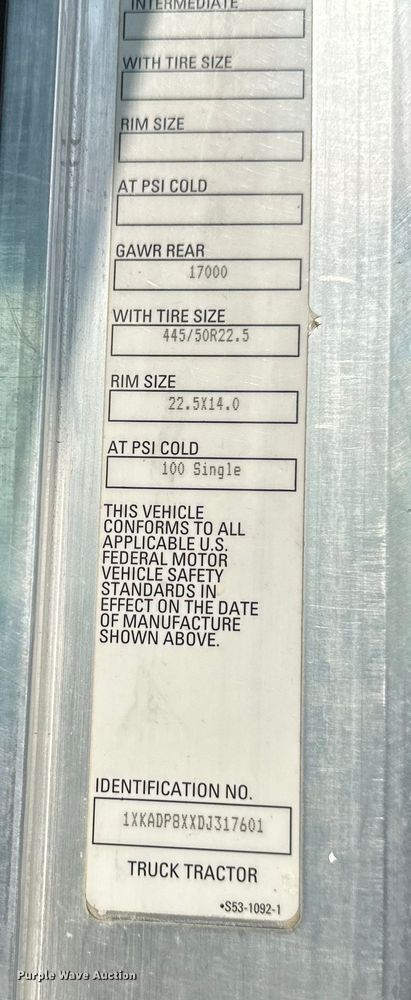 INTERMEDIATE
WITH TIRE SIZE
RIM SIZE
AT PSI COLD
GAWR REAR
17000
WITH TIRE SIZE
445/50R22.5
RIM SIZE
22.5X14.0
AT PSI COLD
100 Single
THIS VEHICLE
CONFORMS TO ALL
APPLICABLE U.S.
FEDERAL MOTOR
VEHICLE SAFETY
STANDARDS IN
EFFECT ON THE DATE
OF MANUFACTURE
SHOWN ABOVE.
IDENTIFICATION NO.
1XKADP8XXDJ317601
TRUCK TRACTOR
•S53-1092-1
Purple Wave Auction